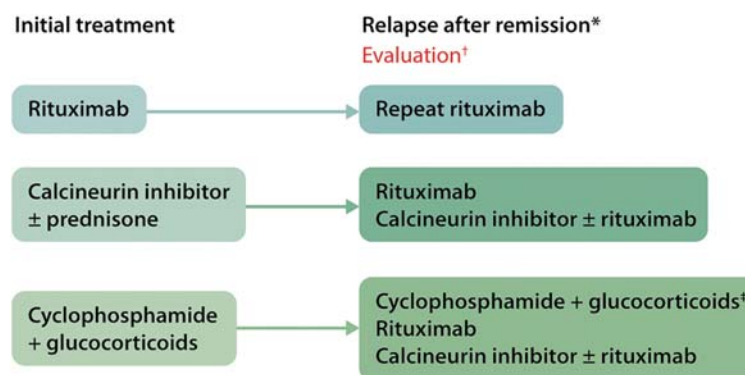 Initial treatment
Relapse after remission*
Evaluation†
Rituximab
Repeat rituximab
Calcineurin inhibitor
± prednisone
Rituximab
Calcineurin inhibitor ± rituximab
Cyclophosphamide
+ glucocorticoids
Cyclophosphamide + glucocorticoids‡
Rituximab
Calcineurin inhibitor ± rituximab